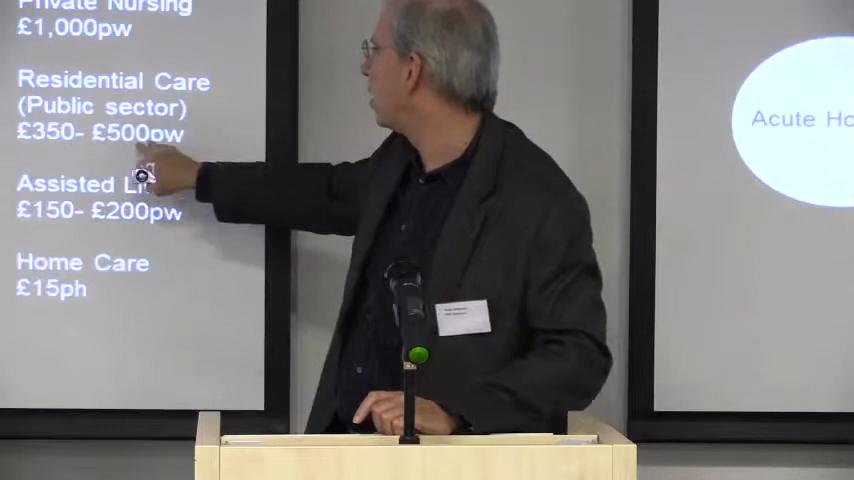 Private Nursing
£1,000pw
Residential Care
(Public sector)
£350- £500pw
Assisted
£150- £200pw
Home Care
£15ph
Acute